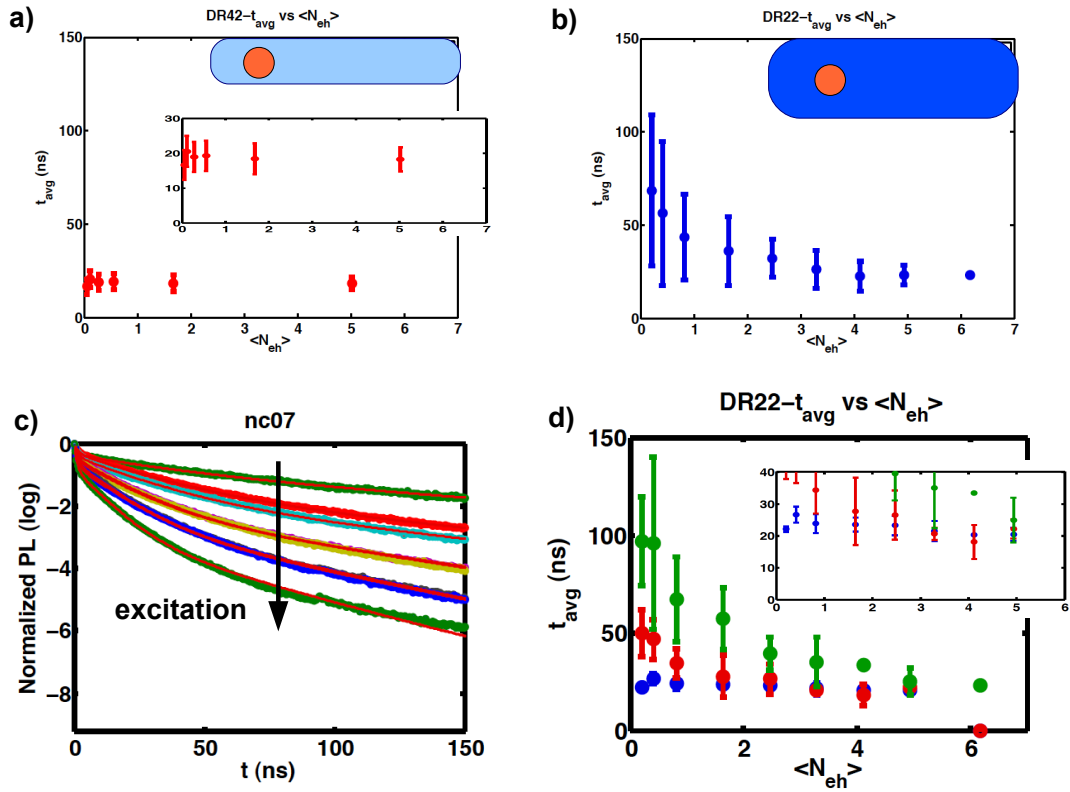 a)
DR42−t_avg vs <N_eh>
150
100
50
0
t_avg (ns)
0 1 2 3 4 5 6 7
<N_eh>
30
20
10
0
0 1 2 3 4 5 6 7
b)
DR22−t_avg vs <N_eh>
150
100
50
0
t_avg (ns)
0 1 2 3 4 5 6 7
<N_eh>
c)
nc07
0
−2
−4
−6
−8
Normalized PL (log)
excitation
0 50 100 150
t (ns)
d)
DR22−t_avg vs <N_eh>
150
100
50
0
t_avg (ns)
0 2 4 6
<N_eh>
40
30
20
10
0
0 1 2 3 4 5 6